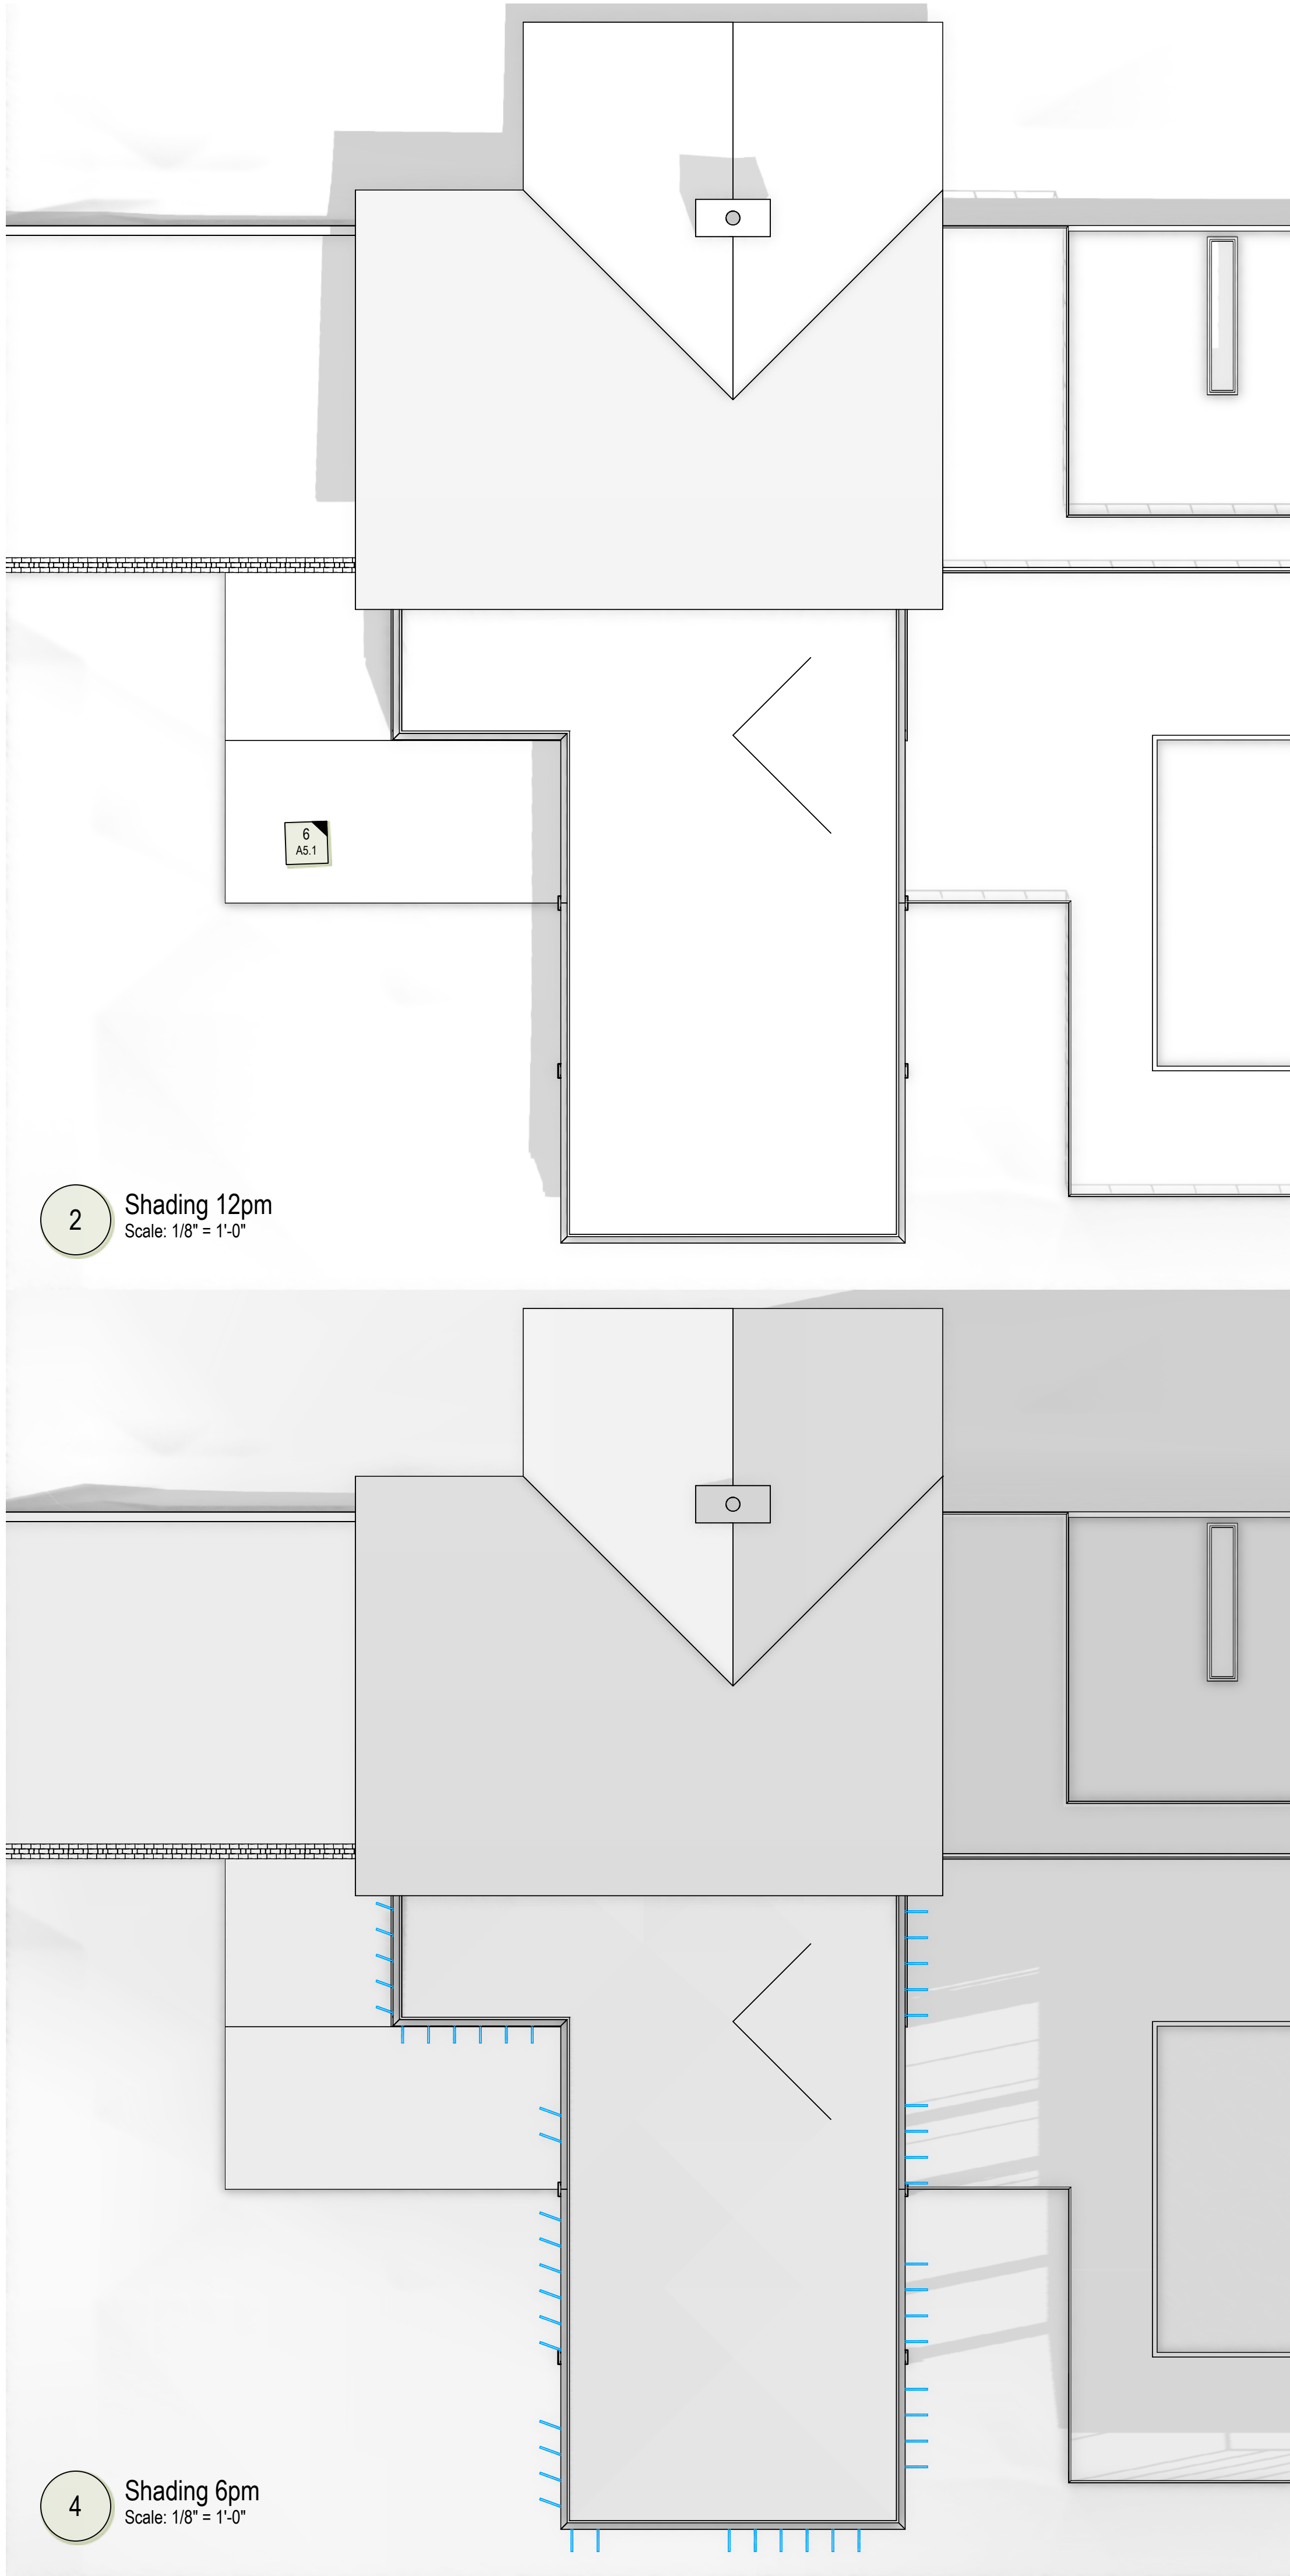 6
A5.1
2
Shading 12pm
Scale: 1/8" = 1'-0"
4
Shading 6pm
Scale: 1/8" = 1'-0"